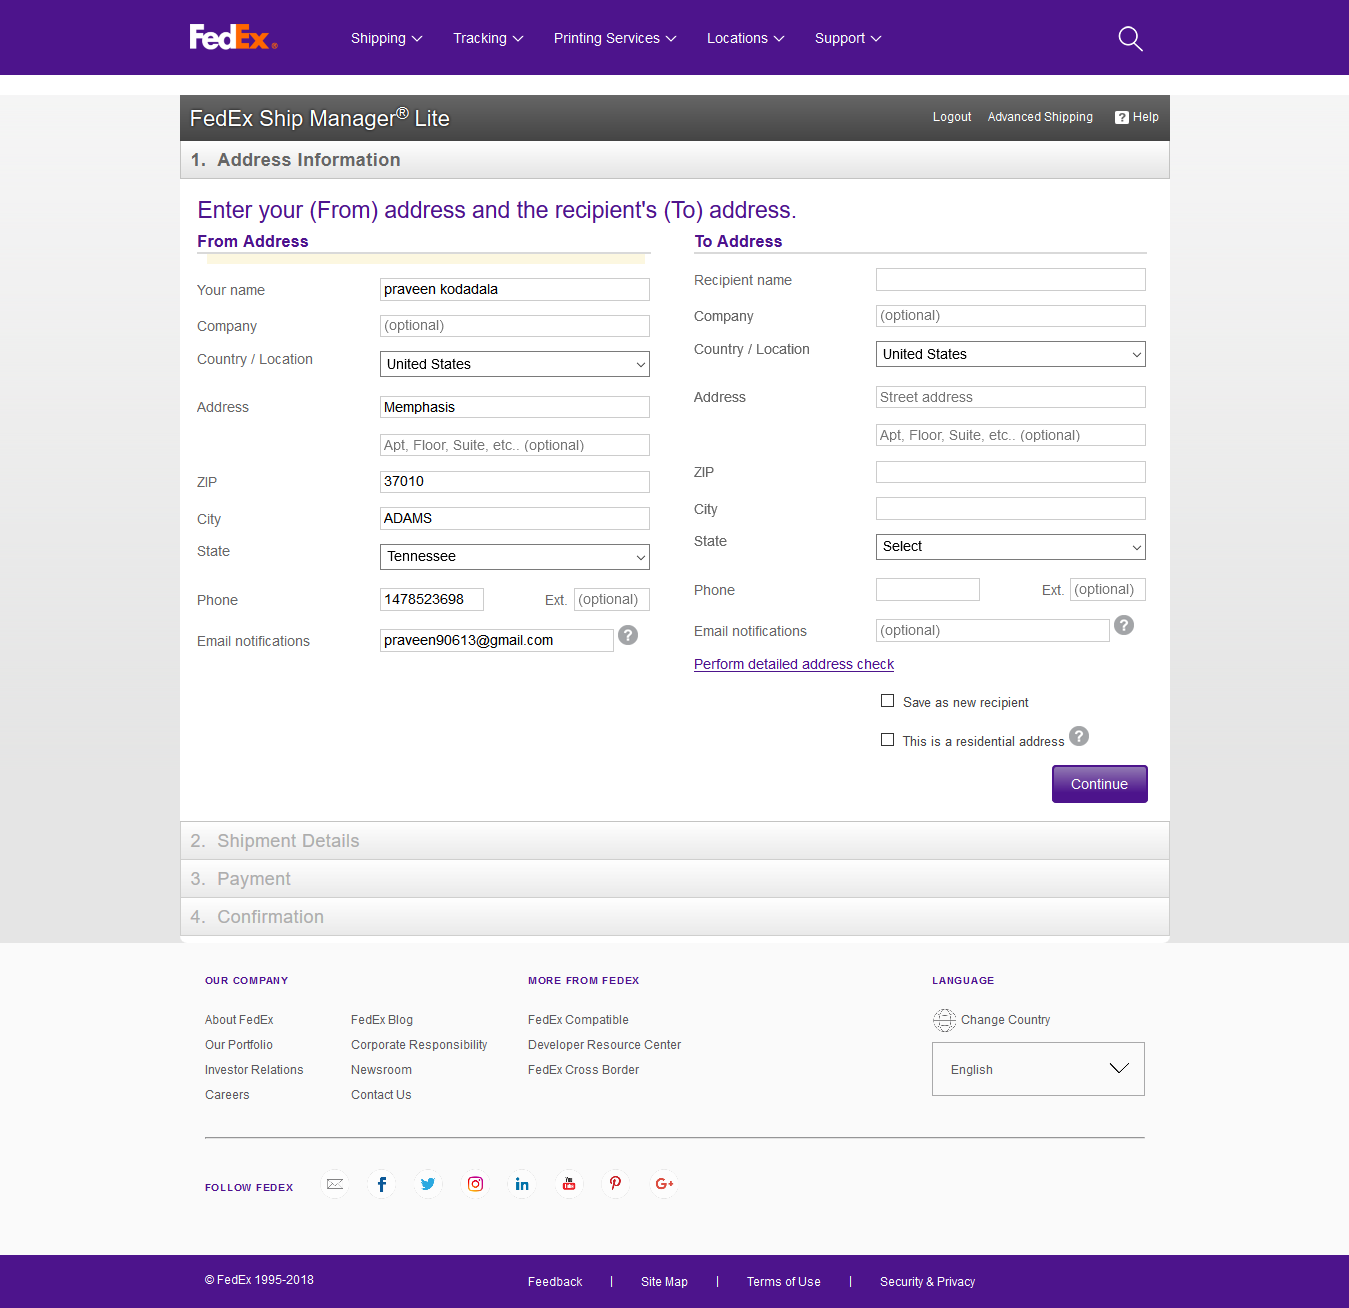 FedEx®
Shipping Tracking Printing Services Locations Support
FedEx Ship Manager® Lite
Logout Advanced Shipping ? Help
1. Address Information
Enter your (From) address and the recipient's (To) address.
From Address
Your name praveen kodadala
Company (optional)
Country / Location United States
Address Memphasis
Apt, Floor, Suite, etc.. (optional)
ZIP 37010
City ADAMS
State Tennessee
Phone 1478523698 Ext. (optional)
Email notifications praveen90613@gmail.com ?
To Address
Recipient name
Company (optional)
Country / Location United States
Address Street address
Apt, Floor, Suite, etc.. (optional)
ZIP
City
State Select
Phone Ext. (optional)
Email notifications (optional) ?
Perform detailed address check
Save as new recipient
This is a residential address ?
Continue
2. Shipment Details
3. Payment
4. Confirmation
OUR COMPANY
About FedEx
Our Portfolio
Investor Relations
Careers
FedEx Blog
Corporate Responsibility
Newsroom
Contact Us
MORE FROM FEDEX
FedEx Compatible
Developer Resource Center
FedEx Cross Border
LANGUAGE
Change Country
English
FOLLOW FEDEX
© FedEx 1995-2018
Feedback | Site Map | Terms of Use | Security & Privacy